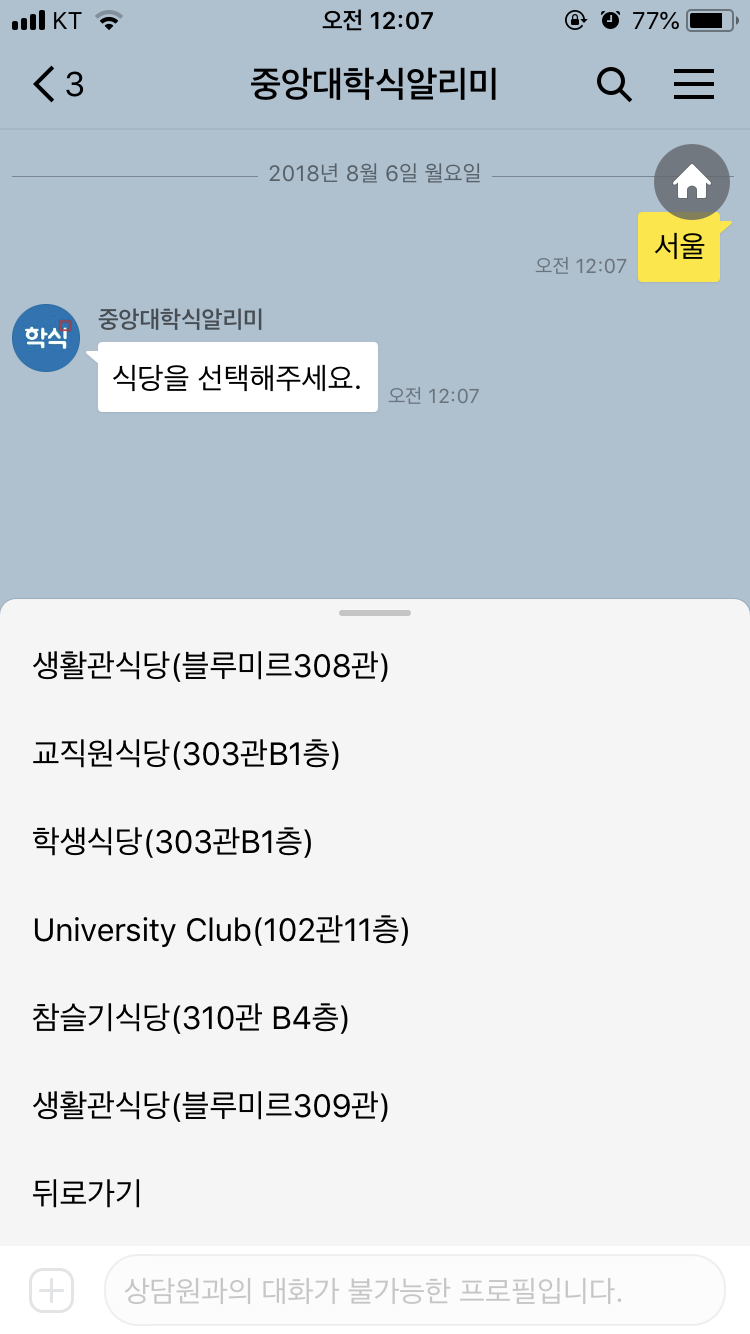 KT 오전 12:07 77%
3 중앙대학식알리미
2018년 8월 6일 월요일
서울
오전 12:07
학식
중앙대학식알리미
식당을 선택해주세요.
오전 12:07
생활관식당(블루미르308관)
교직원식당(303관B1층)
학생식당(303관B1층)
University Club(102관11층)
참슬기식당(310관 B4층)
생활관식당(블루미르309관)
뒤로가기
상담원과의 대화가 불가능한 프로필입니다.